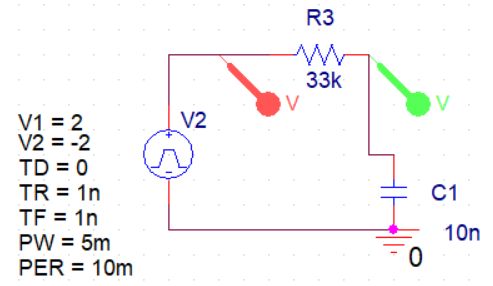 R3
33k
V
V
V2
V1 = 2
V2 = -2
TD = 0
TR = 1n
TF = 1n
PW = 5m
PER = 10m
C1
10n
0